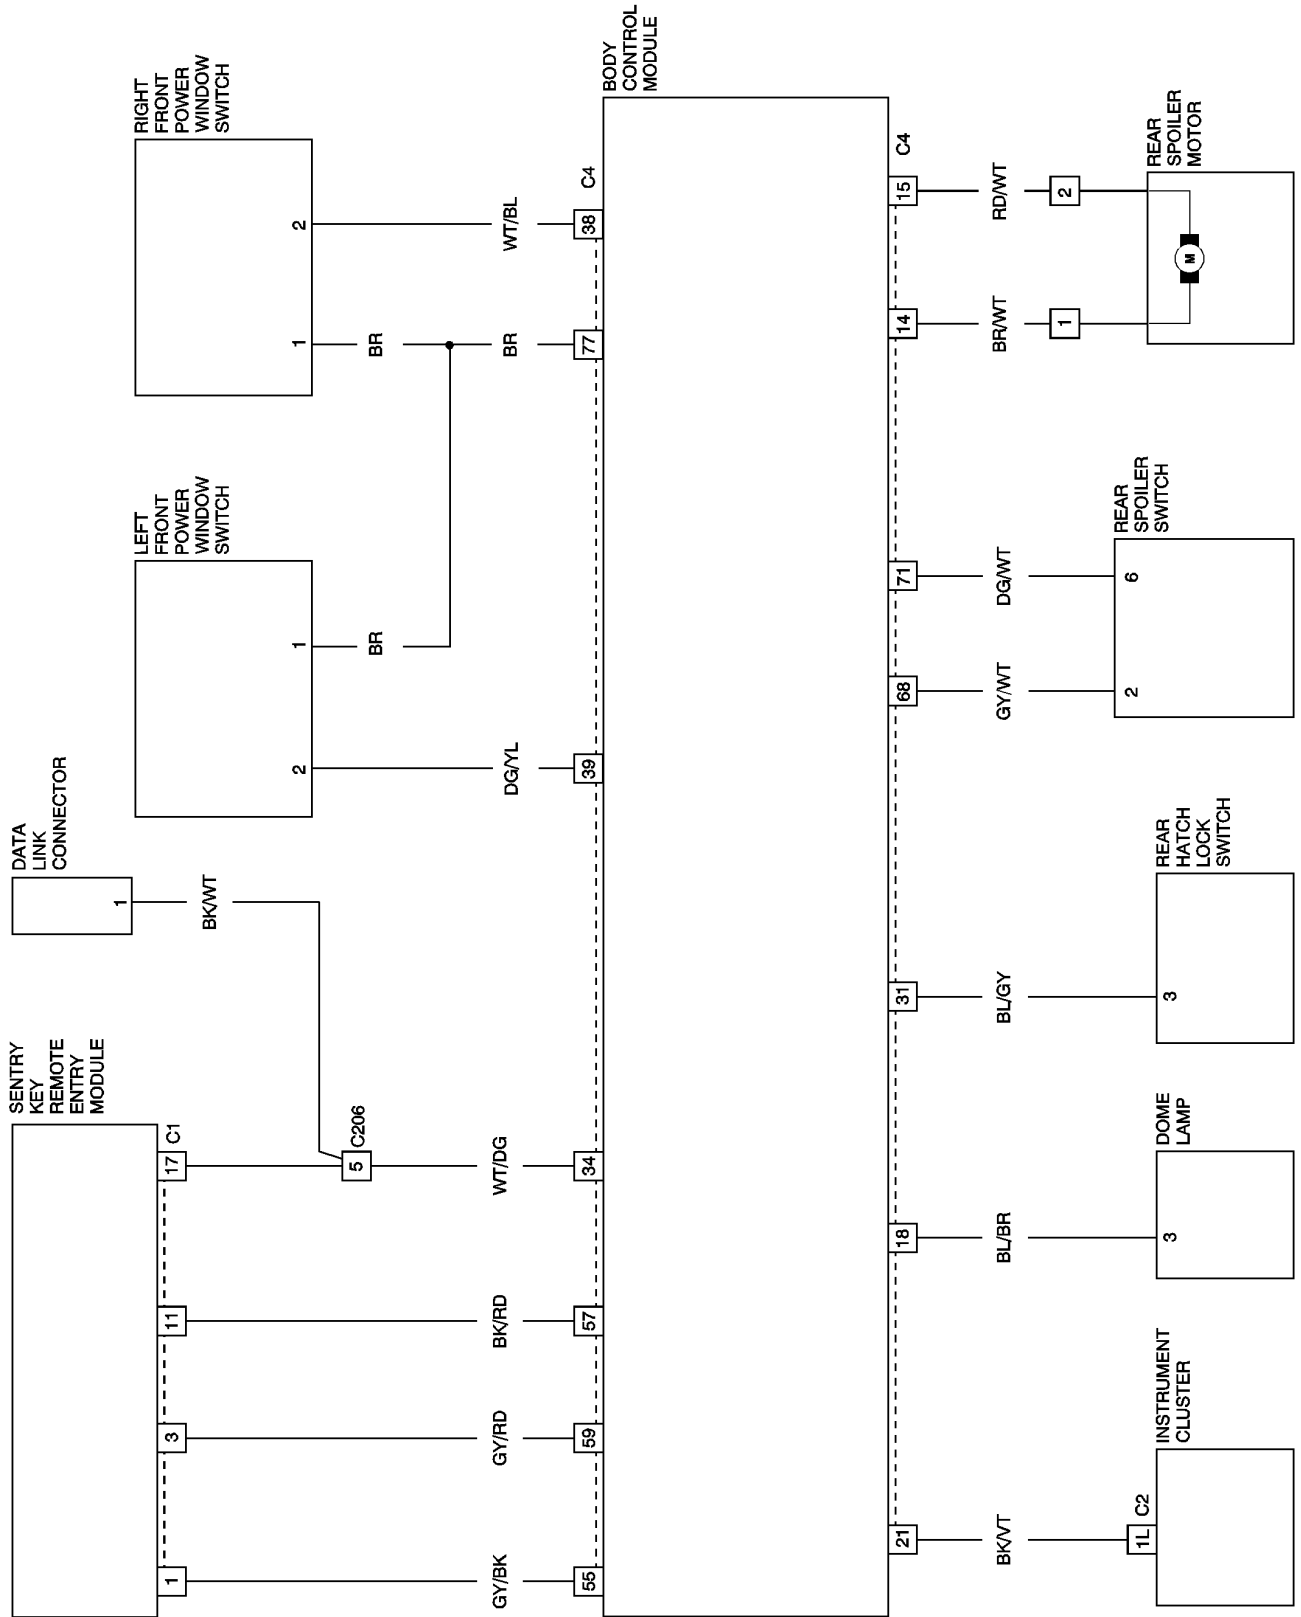 SENTRY
KEY
REMOTE
ENTRY
MODULE
1
3
11
17
C1
DATA
LINK
CONNECTOR
1
BK/WT
5
C206
LEFT
FRONT
POWER
WINDOW
SWITCH
2
1
BR
RIGHT
FRONT
POWER
WINDOW
SWITCH
1
2
BR
GY/BK
GY/RD
BK/RD
WT/DG
DG/YL
BR
WT/BL
55
59
57
34
39
77
38
C4
BODY
CONTROL
MODULE
21
18
31
68
71
14
15
C4
BK/VT
BL/BR
BL/GY
GY/WT
DG/WT
BR/WT
RD/WT
1L
C2
INSTRUMENT
CLUSTER
3
DOME
LAMP
3
REAR
HATCH
LOCK
SWITCH
2
6
REAR
SPOILER
SWITCH
1
2
M
REAR
SPOILER
MOTOR